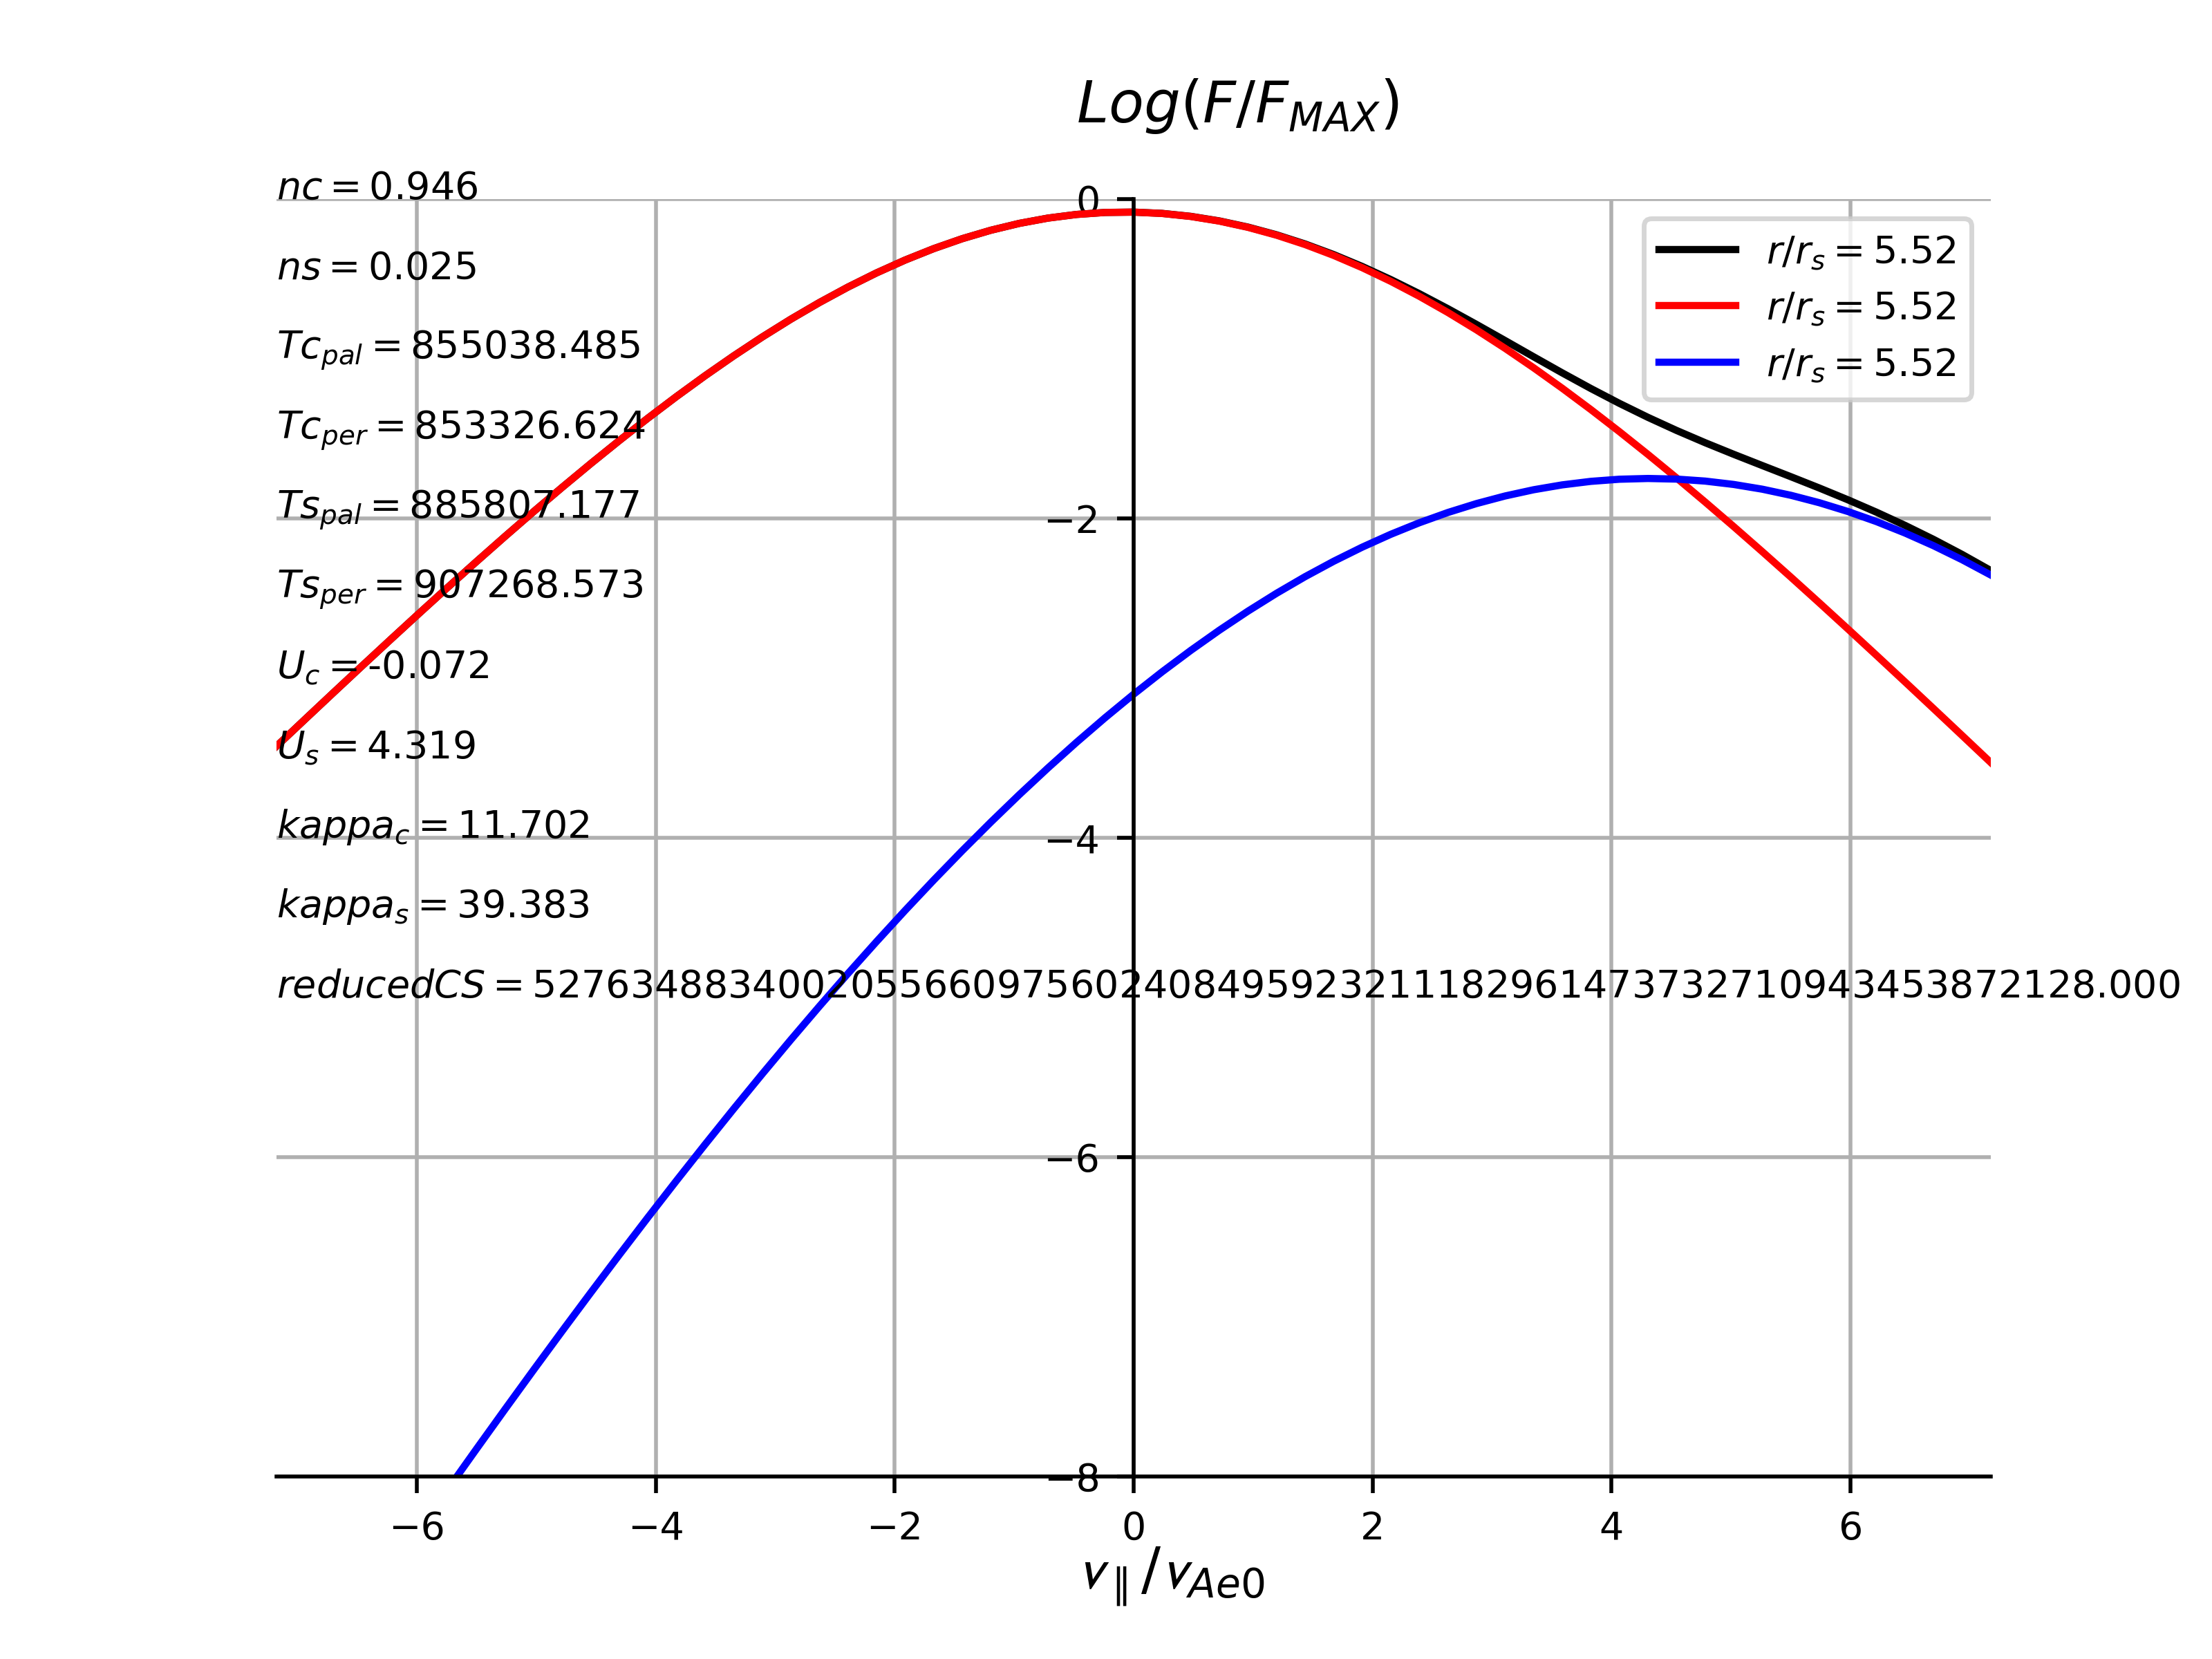 Log(F/F_MAX)
nc = 0.946
ns = 0.025
Tc_pal = 855038.485
Tc_per = 853326.624
Ts_pal = 885807.177
Ts_per = 907268.573
U_c = -0.072
U_s = 4.319
kappa_c = 11.702
kappa_s = 39.383
reducedCS = 5276348834002055660975602408495923211182961473732710943453872128.000
r/r_s = 5.52
r/r_s = 5.52
r/r_s = 5.52
0
−2
−4
−6
−8
−6 −4 −2 0 2 4 6
v_∥/v_Ae0